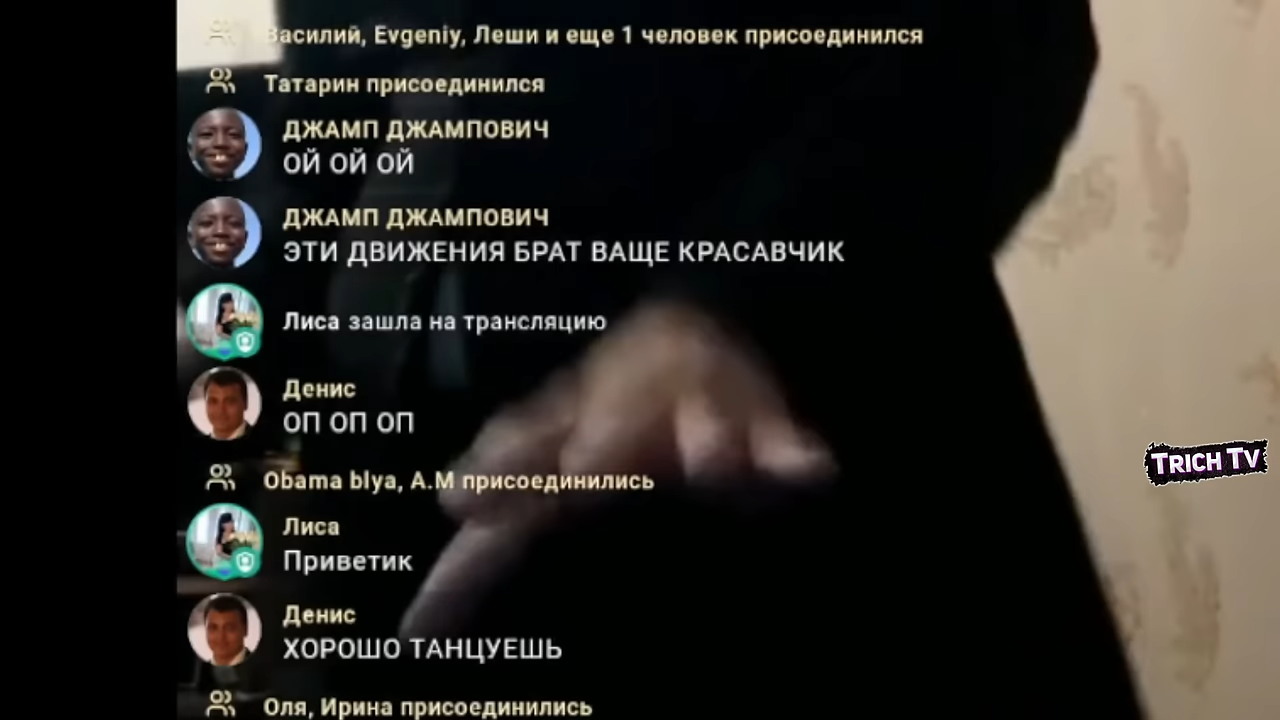 Василий, Evgeniy, Леши и еще 1 человек присоединился
Татарин присоединился
ДЖАМП ДЖАМПОВИЧ
ОЙ ОЙ ОЙ
ДЖАМП ДЖАМПОВИЧ
ЭТИ ДВИЖЕНИЯ БРАТ ВАЩЕ КРАСАВЧИК
Лиса зашла на трансляцию
Денис
ОП ОП ОП
Obama blya, A.M присоединились
TRICH TV
Лиса
Приветик
Денис
ХОРОШО ТАНЦУЕШЬ
Оля, Ирина присоединились